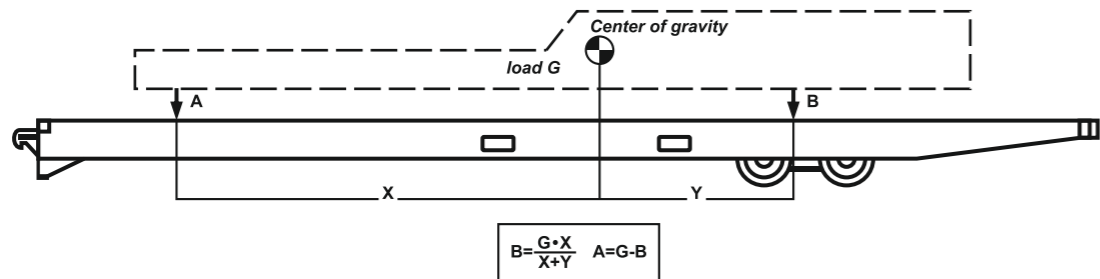 Center of gravity
load G
A
B
X
Y
B=G•X/X+Y A=G-B